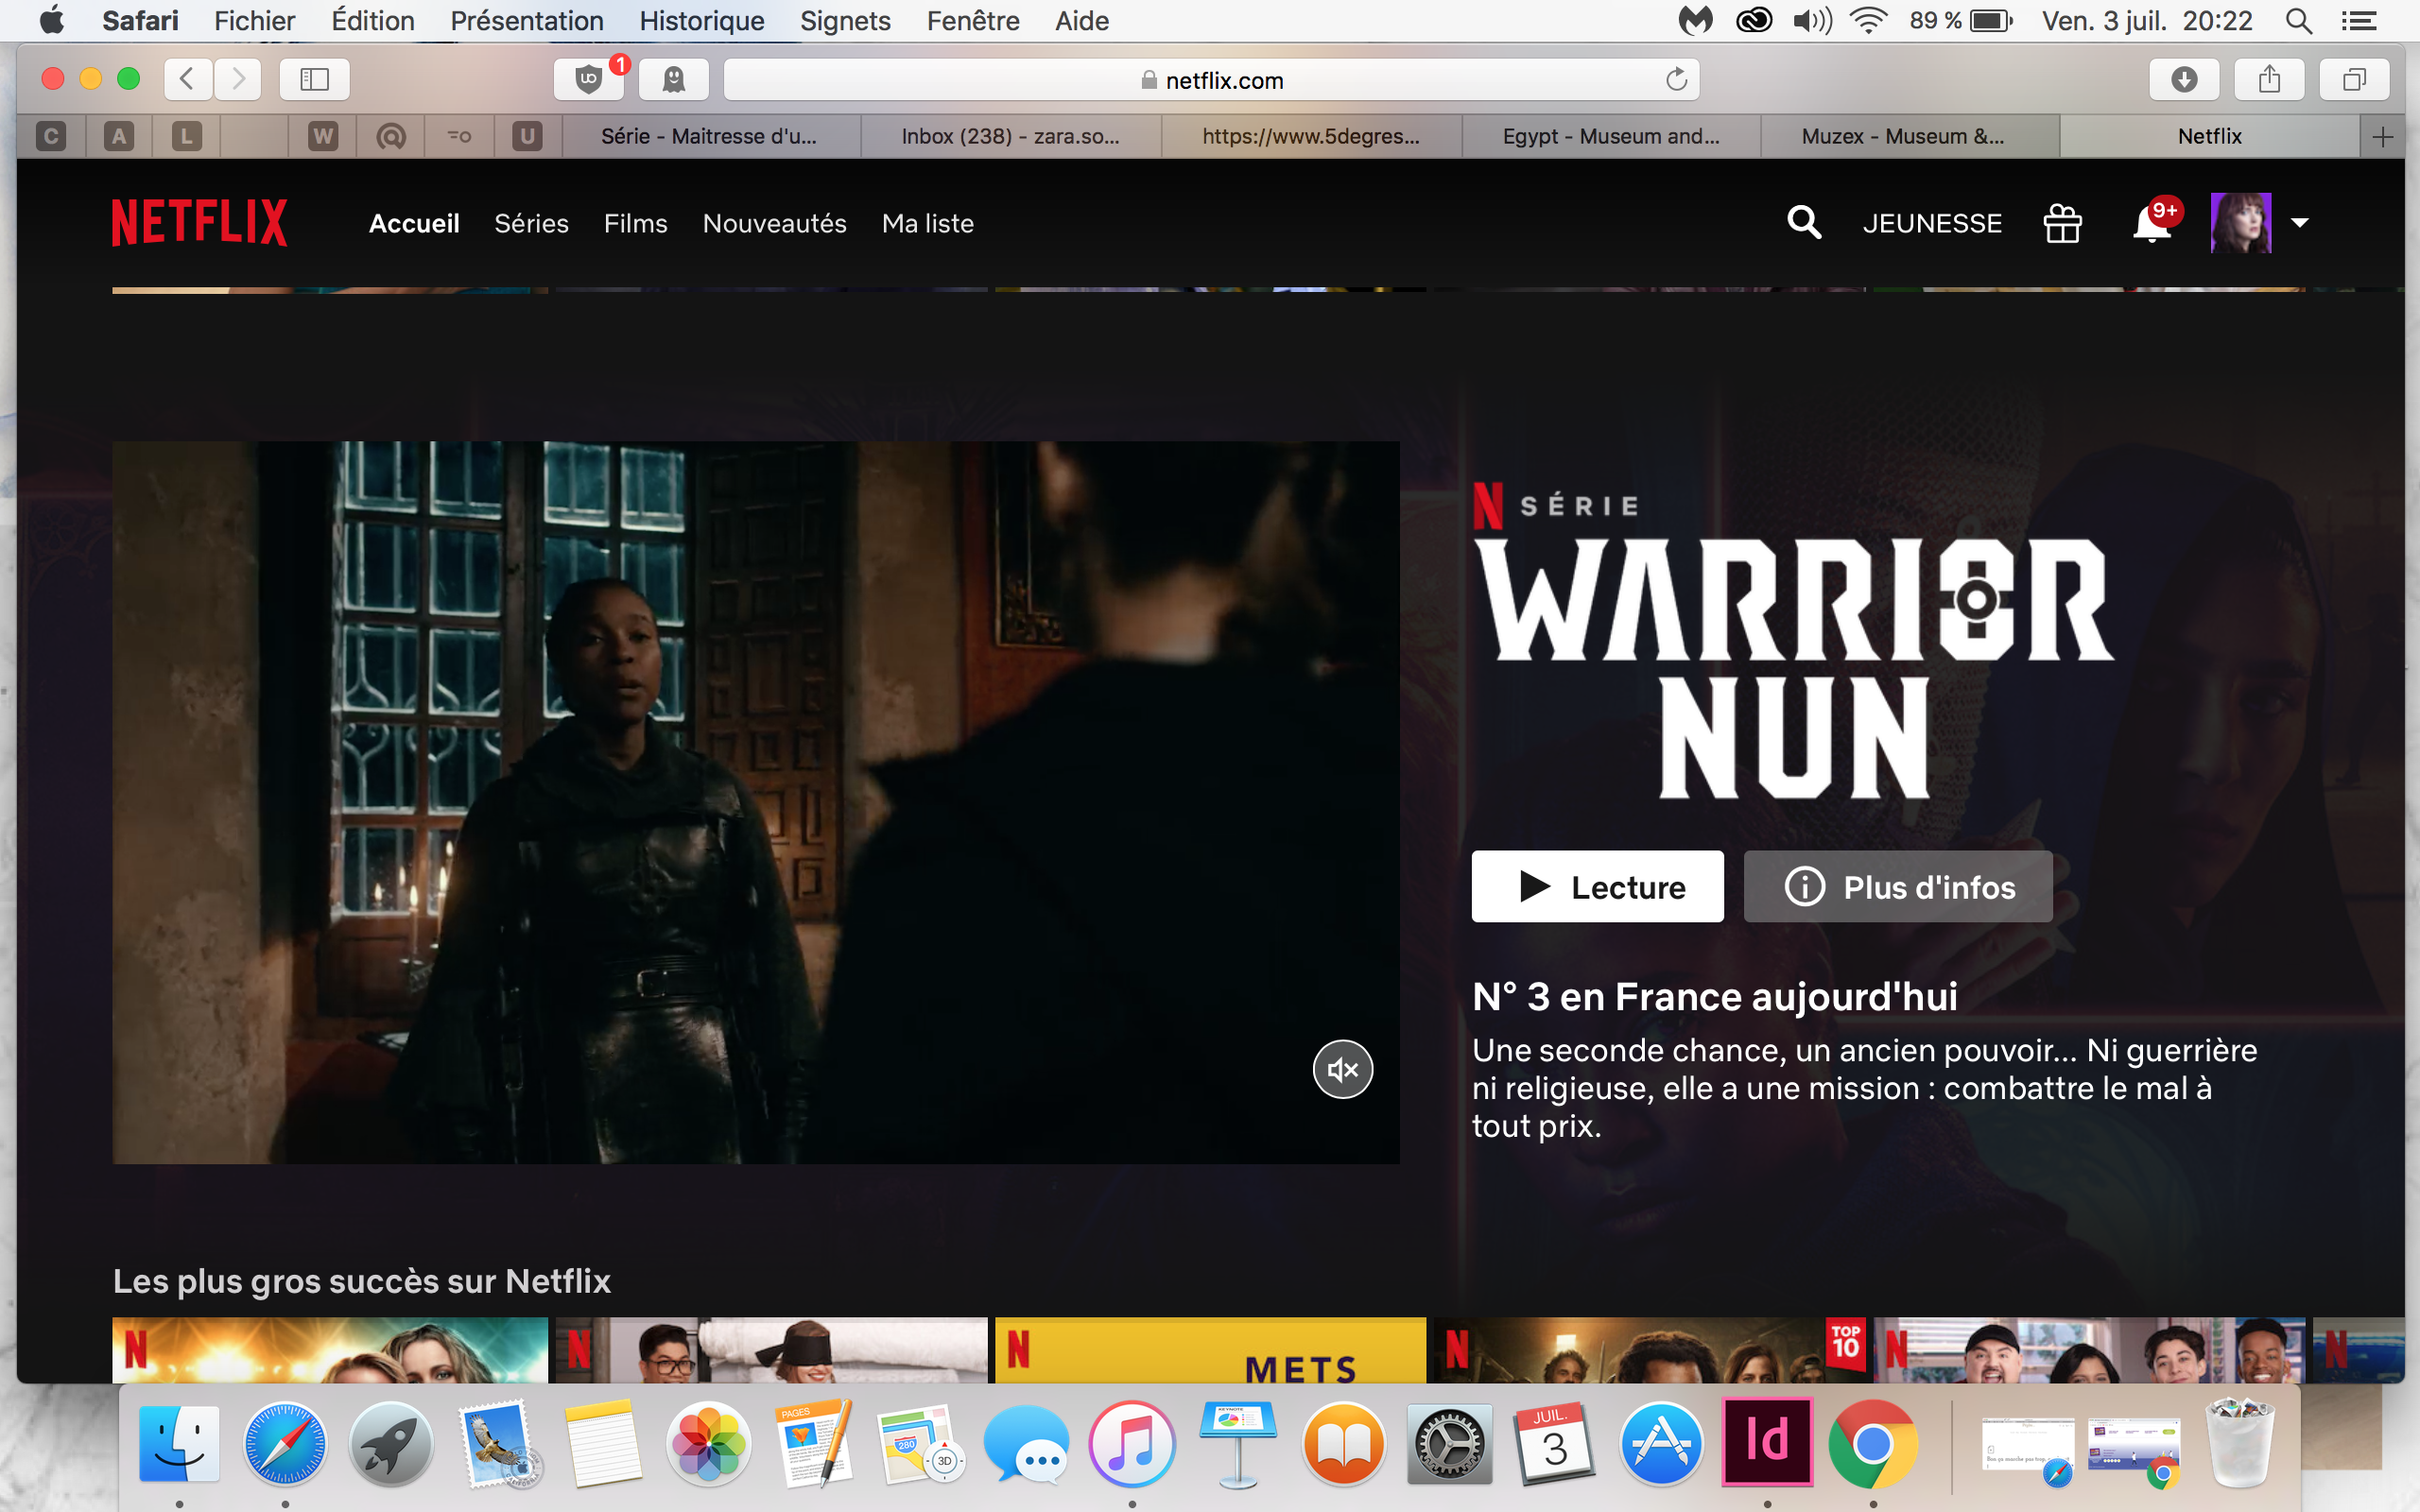 Safari Fichier Édition Présentation Historique Signets Fenêtre Aide 89 % Ven. 3 juil. 20:22
1
netflix.com
C A L W U Série - Maitresse d'u... Inbox (238) - zara.so... https://www.5degres... Egypt - Museum and... Muzex - Museum &... Netflix
NETFLIX Accueil Séries Films Nouveautés Ma liste JEUNESSE 9+
N SÉRIE
WARRIOR
NUN
Lecture Plus d'infos
N° 3 en France aujourd'hui
Une seconde chance, un ancien pouvoir... Ni guerrière
ni religieuse, elle a une mission : combattre le mal à
tout prix.
Les plus gros succès sur Netflix
N N N N TOP
10 N N
METS
PAGES
280
3D
KEYNOTE
JUIL.
3
Id